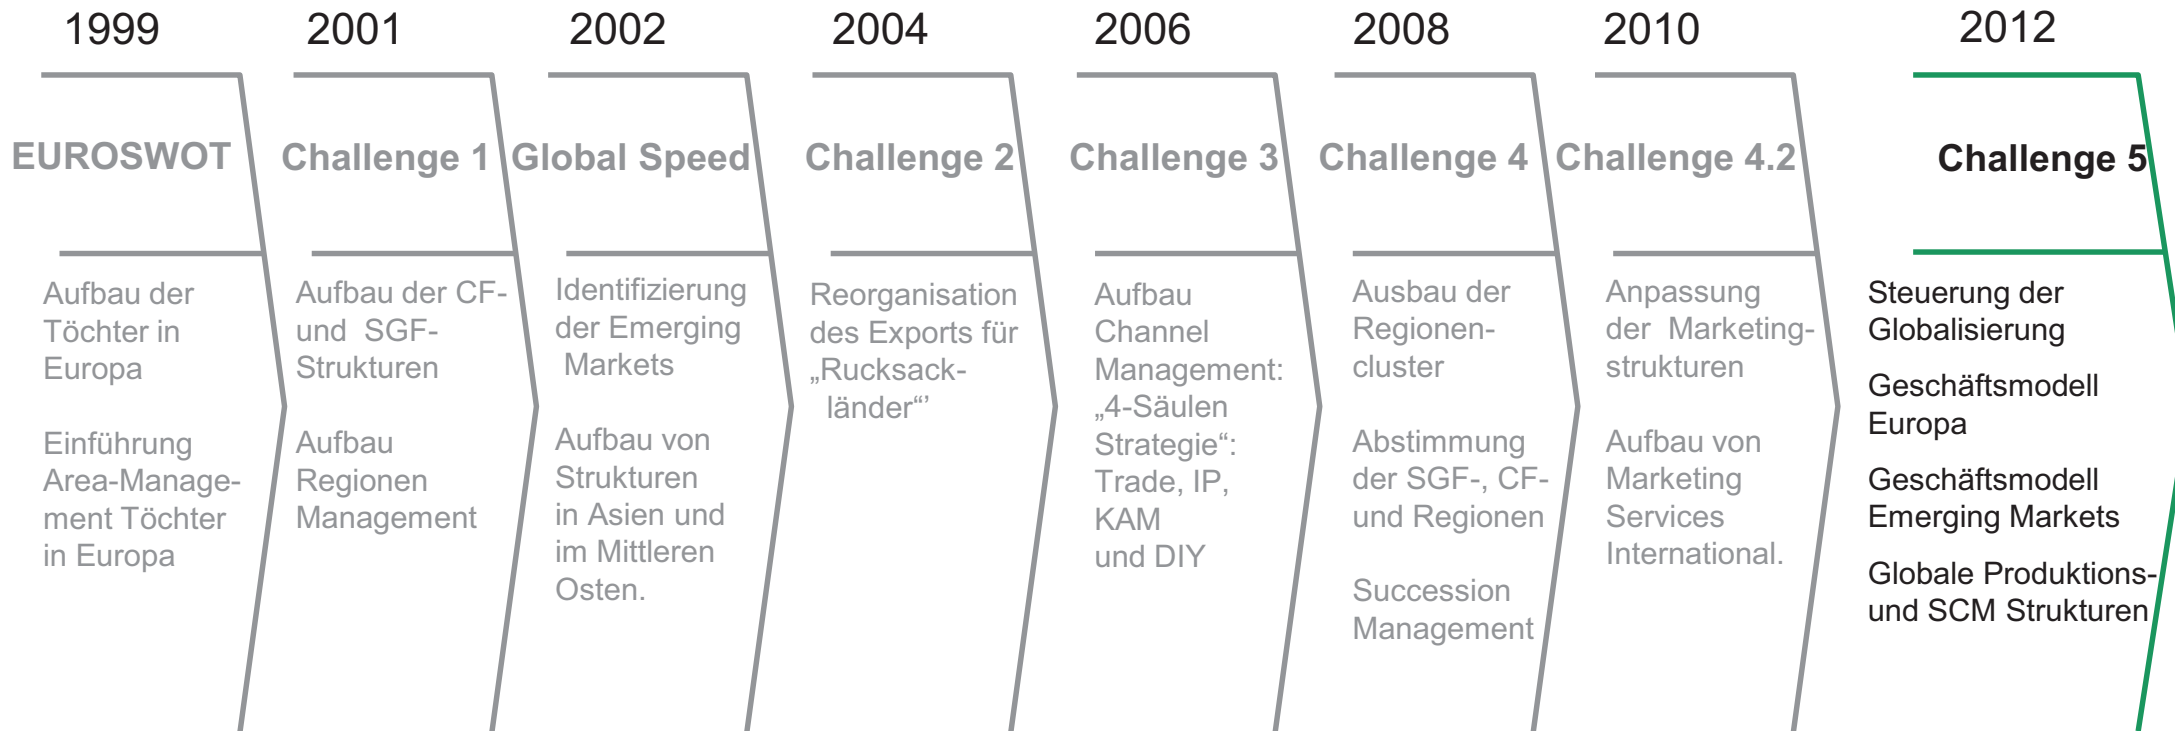 1999
EUROSWOT
Aufbau der
Töchter in
Europa
Einführung
Area-Manage-
ment Töchter
in Europa
2001
Challenge 1
Aufbau der CF-
und SGF-
Strukturen
Aufbau
Regionen
Management
2002
Global Speed
Identifizierung
der Emerging
Markets
Aufbau von
Strukturen
in Asien und
im Mittleren
Osten.
2004
Challenge 2
Reorganisation
des Exports für
„Rucksack-
länder“’
2006
Challenge 3
Aufbau
Channel
Management:
„4-Säulen
Strategie“:
Trade, IP,
KAM
und DIY
2008
Challenge 4
Ausbau der
Regionen-
cluster
Abstimmung
der SGF-, CF-
und Regionen
Succession
Management
2010
Challenge 4.2
Anpassung
der Marketing-
strukturen
Aufbau von
Marketing
Services
International.
2012
Challenge 5
Steuerung der
Globalisierung
Geschäftsmodell
Europa
Geschäftsmodell
Emerging Markets
Globale Produktions-
und SCM Strukturen